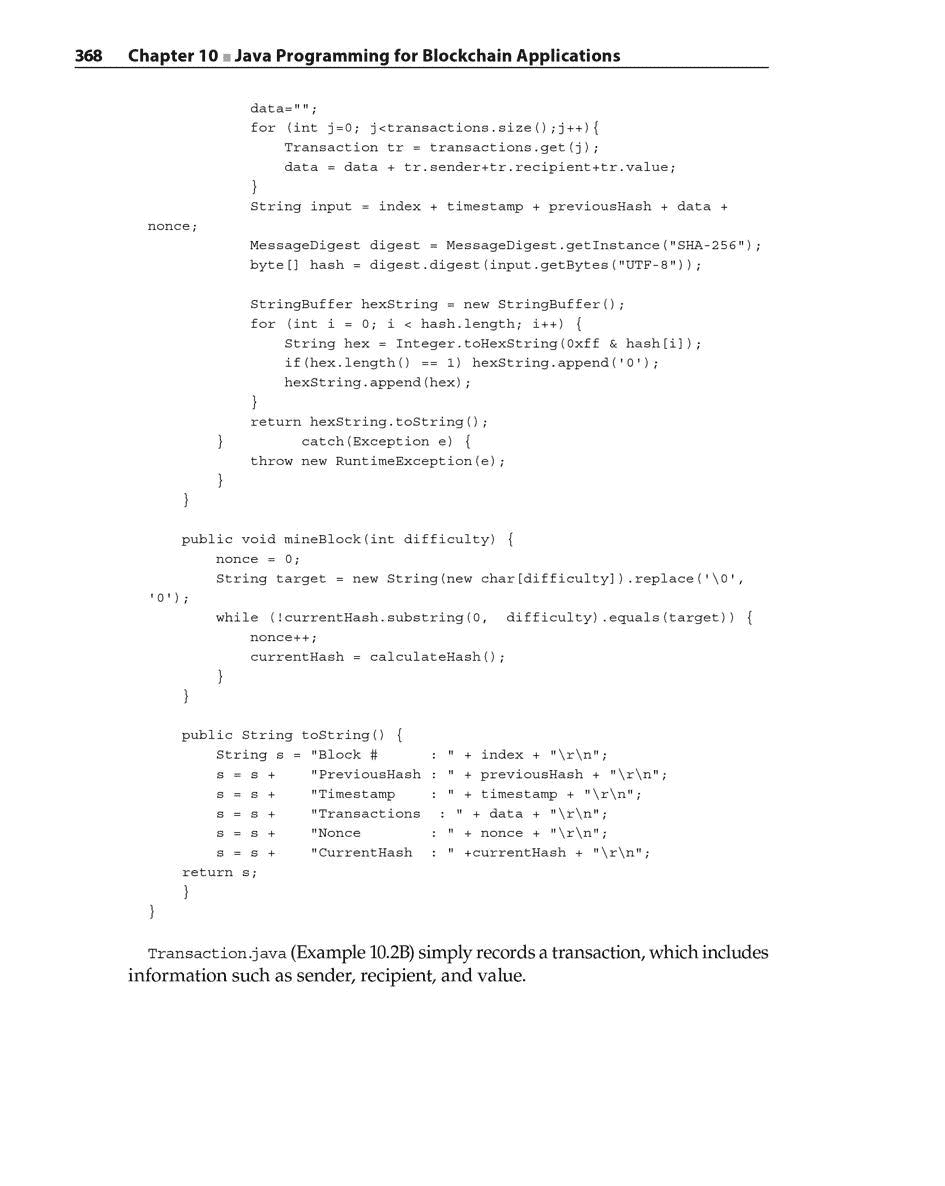 368 Chapter 10 ■ Java Programming for Blockchain Applications
data="";
for (int j=0; j<transactions.size();j++){
Transaction tr = transactions.get(j);
data = data + tr.sender+tr.recipient+tr.value;
}
String input = index + timestamp + previousHash + data +
nonce;
MessageDigest digest = MessageDigest.getInstance("SHA-256");
byte[] hash = digest.digest(input.getBytes("UTF-8"));
StringBuffer hexString = new StringBuffer();
for (int i = 0; i < hash.length; i++) {
String hex = Integer.toHexString(0xff & hash[i]);
if(hex.length() == 1) hexString.append('0');
hexString.append(hex);
}
return hexString.toString();
} catch(Exception e) {
throw new RuntimeException(e);
}
}
public void mineBlock(int difficulty) {
nonce = 0;
String target = new String(new char[difficulty]).replace('\0',
'0');
while (!currentHash.substring(0, difficulty).equals(target)) {
nonce++;
currentHash = calculateHash();
}
}
public String toString() {
String s = "Block # : " + index + "\r\n";
s = s + "PreviousHash : " + previousHash + "\r\n";
s = s + "Timestamp : " + timestamp + "\r\n";
s = s + "Transactions : " + data + "\r\n";
s = s + "Nonce : " + nonce + "\r\n";
s = s + "CurrentHash : " +currentHash + "\r\n";
return s;
}
}
Transaction.java (Example 10.2B) simply records a transaction, which includes
information such as sender, recipient, and value.